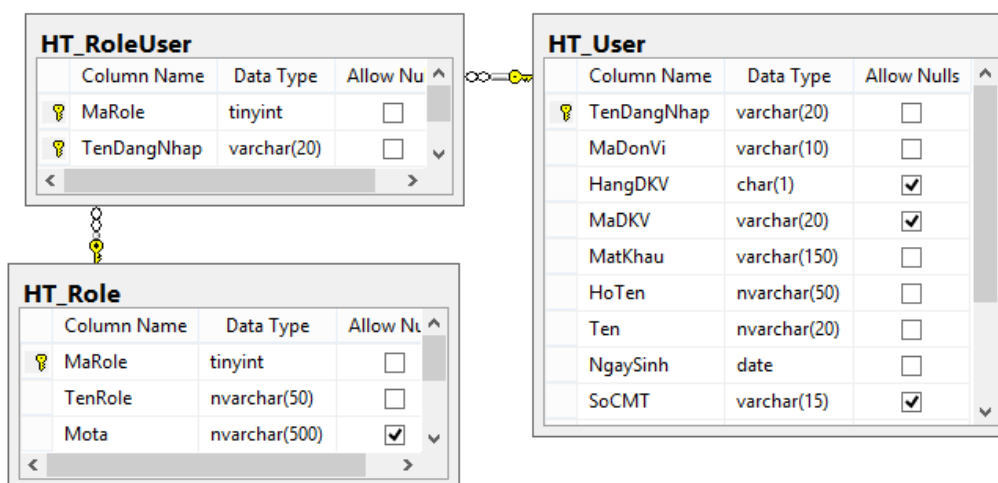 HT_RoleUser
Column Name Data Type Allow Nu
MaRole tinyint
TenDangNhap varchar(20)
HT_User
Column Name Data Type Allow Nulls
TenDangNhap varchar(20)
MaDonVi varchar(10)
HangDKV char(1)
MaDKV varchar(20)
MatKhau varchar(150)
HoTen nvarchar(50)
Ten nvarchar(20)
NgaySinh date
SoCMT varchar(15)
HT_Role
Column Name Data Type Allow Nu
MaRole tinyint
TenRole nvarchar(50)
Mota nvarchar(500)